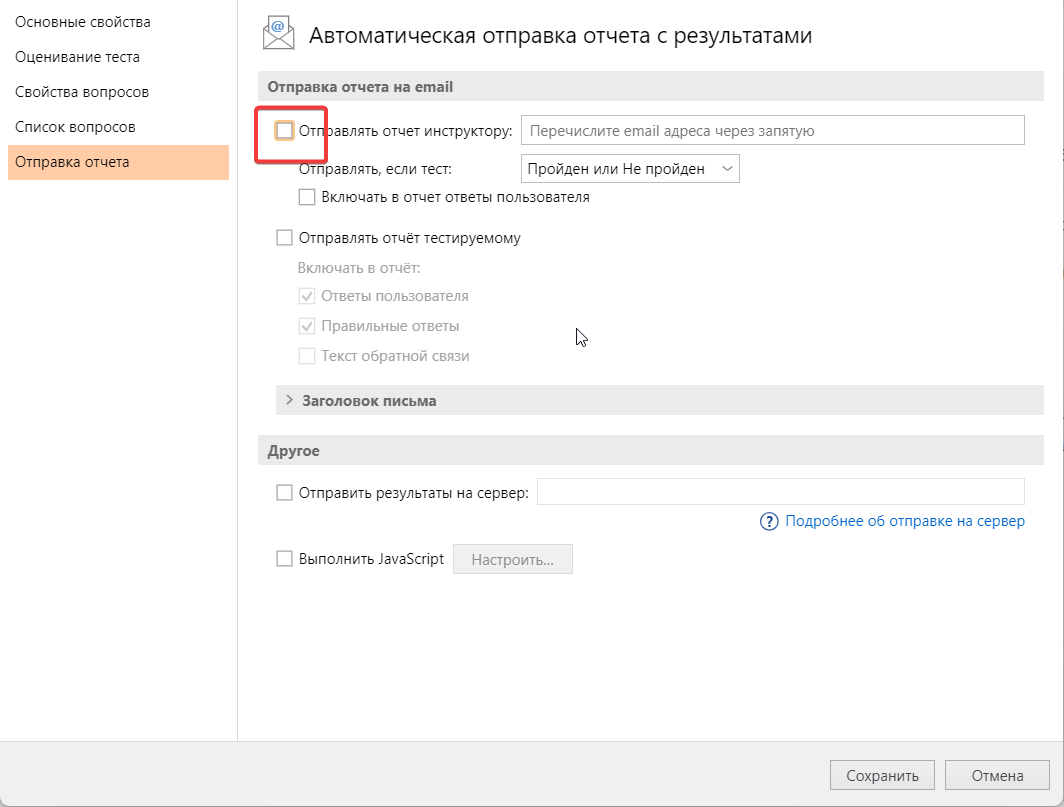 Основные свойства
Оценивание теста
Свойства вопросов
Список вопросов
Отправка отчета
Автоматическая отправка отчета с результатами
Отправка отчета на email
Отправлять отчет инструктору: Перечислите email адреса через запятую
Отправлять, если тест: Пройден или Не пройден
Включать в отчет ответы пользователя
Отправлять отчёт тестируемому
Включать в отчёт:
Ответы пользователя
Правильные ответы
Текст обратной связи
Заголовок письма
Другое
Отправить результаты на сервер:
? Подробнее об отправке на сервер
Выполнить JavaScript Настроить...
Сохранить Отмена